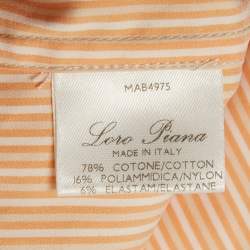 MAB4975
Loro Piana
MADE IN ITALY
78% COTONE/COTTON
16% POLIAMMIDICA/NYLON
6% ELASTAM/ELASTANE